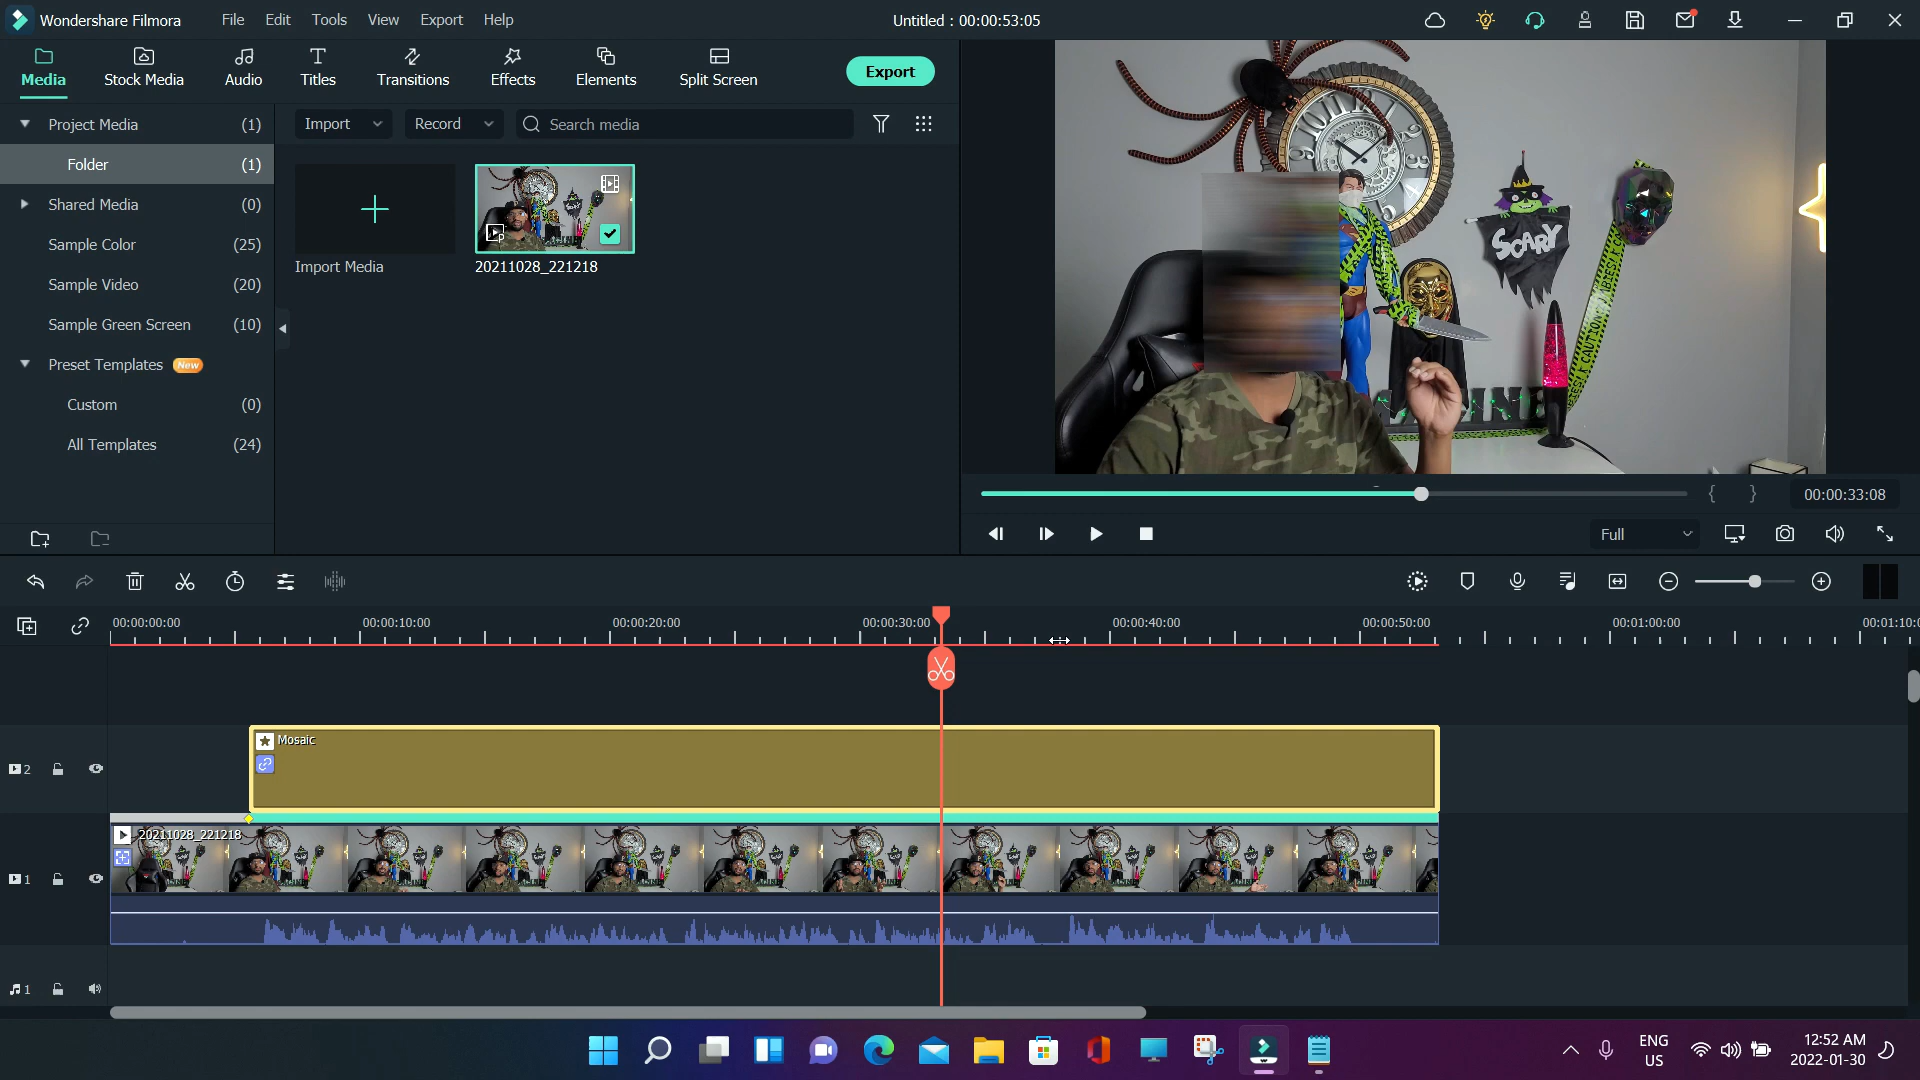 Wondershare Filmora File Edit Tools View Export Help Untitled : 00:00:53:05
Media Stock Media Audio Titles Transitions Effects Elements Split Screen Export
Project Media (1)
Folder (1)
Shared Media (0)
Sample Color (25)
Sample Video (20)
Sample Green Screen (10)
Preset Templates New
Custom (0)
All Templates (24)
Import Record Search media
Import Media 20211028_221218
SCARY
00:00:33:08
Full
00:00:00:00 00:00:10:00 00:00:20:00 00:00:30:00 00:00:40:00 00:00:50:00 00:01:00:00 00:01:10:0
2 Mosaic
1 20211028_221218
1
ENG
US
12:52 AM
2022-01-30